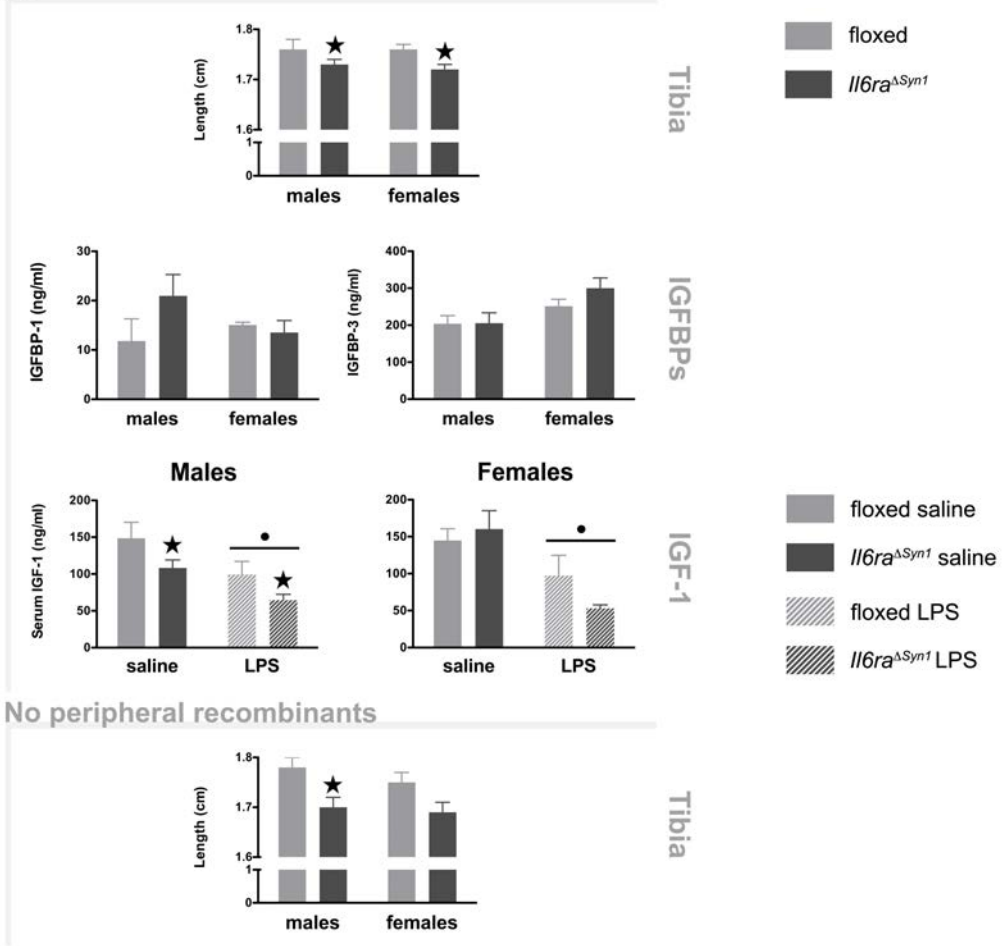 1.8
1.7
1.6
1
0
Length (cm)
males females
Tibia
floxed
Il6raΔSyn1
30
20
10
0
IGFBP-1 (ng/ml)
males females
400
300
200
100
0
IGFBP-3 (ng/ml)
males females
IGFBPs
Males
200
150
100
50
0
Serum IGF-1 (ng/ml)
saline LPS
Females
200
150
100
50
0
saline LPS
IGF-1
floxed saline
Il6raΔSyn1 saline
floxed LPS
Il6raΔSyn1 LPS
No peripheral recombinants
1.8
1.7
1.6
1
0
Length (cm)
males females
Tibia